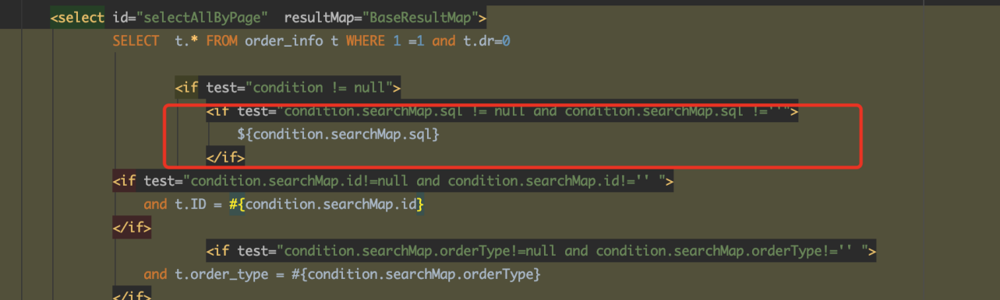 <select id="selectAllByPage"  resultMap="BaseResultMap">
SELECT  t.* FROM order_info t WHERE 1 =1 and t.dr=0
<if test="condition != null">
<if test="condition.searchMap.sql != null and condition.searchMap.sql !=''">
${condition.searchMap.sql}
</if>
<if test="condition.searchMap.id!=null and condition.searchMap.id!='' ">
and t.ID = #{condition.searchMap.id}
</if>
<if test="condition.searchMap.orderType!=null and condition.searchMap.orderType!='' ">
and t.order_type = #{condition.searchMap.orderType}
</if>